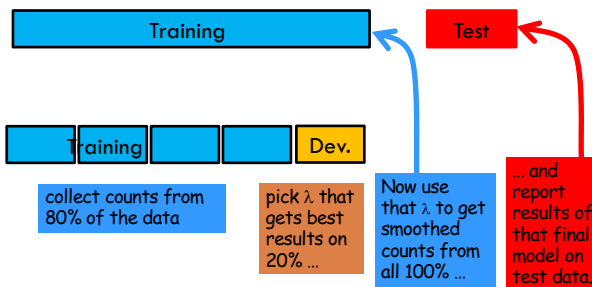 Training
Test
Training
Dev.
collect counts from
80% of the data
pick λ that
gets best
results on
20% …
Now use
that λ to get
smoothed
counts from
all 100% …
… and
report
results of
that final
model on
test data.